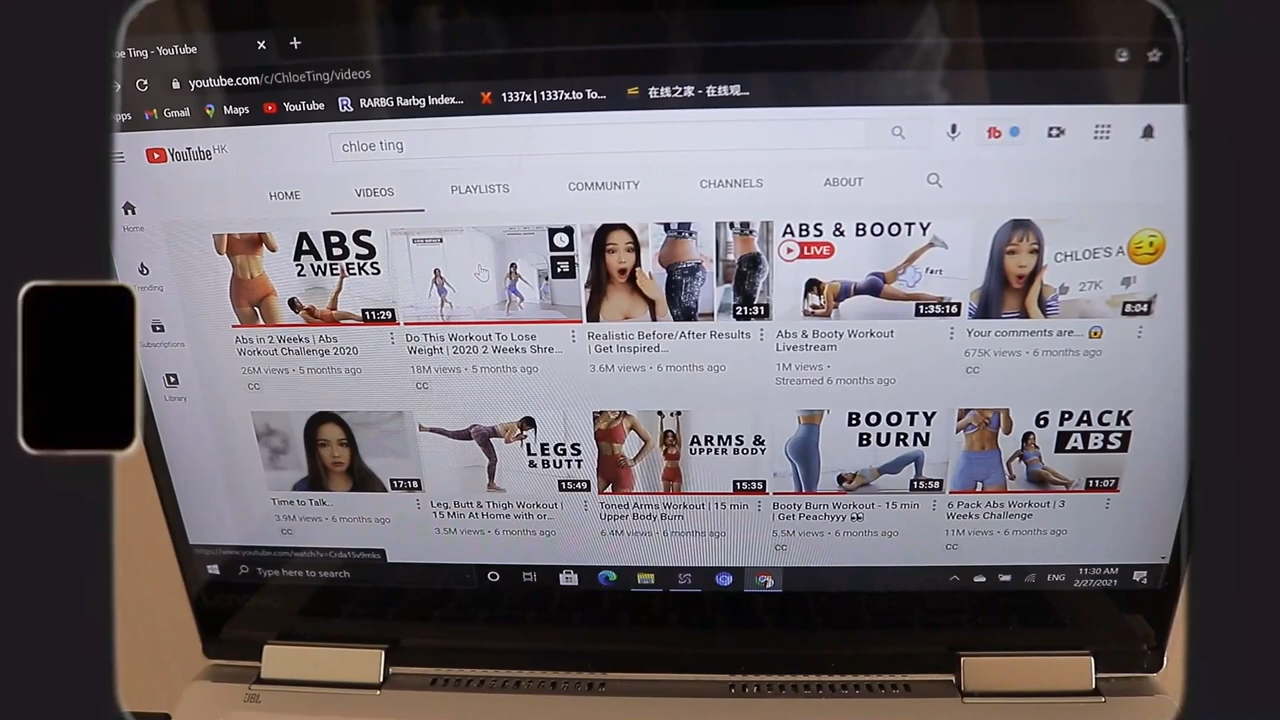 oe Ting - YouTube
youtube.com/c/ChloeTing/videos
pps Gmail Maps YouTube RARBG Rarbg Index... 1337x | 1337x.to To... 在线之家 - 在线观...
YouTube HK
chloe ting
HOME VIDEOS PLAYLISTS COMMUNITY CHANNELS ABOUT
Home
Trending
Subscriptions
Library
ABS
2 WEEKS
11:29
Abs in 2 Weeks | Abs
Workout Challenge 2020
26M views • 5 months ago
CC
Do This Workout To Lose
Weight | 2020 2 Weeks Shre...
18M views • 5 months ago
CC
21:31
Realistic Before/After Results
| Get Inspired...
3.6M views • 6 months ago
ABS & BOOTY
LIVE
fart
1:35:16
Abs & Booty Workout
Livestream
1M views •
Streamed 6 months ago
CHLOE'S A
27K
8:04
Your comments are... 😱
675K views • 6 months ago
CC
17:18
Time to Talk..
3.9M views • 6 months ago
CC
LEGS
& BUTT
15:49
Leg, Butt & Thigh Workout |
15 Min At Home with or...
3.5M views • 6 months ago
ARMS &
UPPER BODY
15:35
Toned Arms Workout | 15 min
Upper Body Burn
6.4M views • 6 months ago
BOOTY
BURN
15:58
Booty Burn Workout - 15 min
| Get Peachyyy 👀
5.5M views • 6 months ago
CC
6 PACK
ABS
11:07
6 Pack Abs Workout | 3
Weeks Challenge
11M views • 6 months ago
CC
https://www.youtube.com/watch?v=Crda15v9mks
Type here to search
ENG
11:30 AM
2/27/2021
Lenovo
JBL